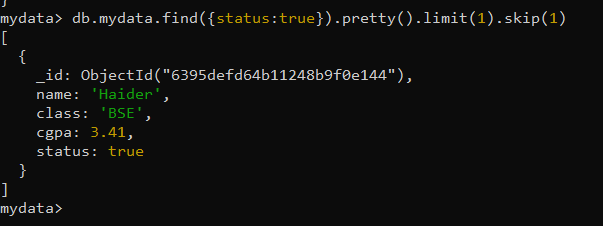 }
mydata> db.mydata.find({status:true}).pretty().limit(1).skip(1)
[
  {
    _id: ObjectId("6395defd64b11248b9f0e144"),
    name: 'Haider',
    class: 'BSE',
    cgpa: 3.41,
    status: true
  }
]
mydata>